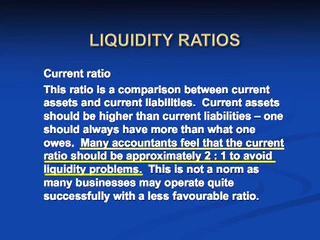 LIQUIDITY RATIOS
Current ratio
This ratio is a comparison between current
assets and current liabilities.  Current assets
should be higher than current liabilities – one
should always have more than what one
owes.  Many accountants feel that the current
ratio should be approximately 2 : 1 to avoid
liquidity problems.  This is not a norm as
many businesses may operate quite
successfully with a less favourable ratio.